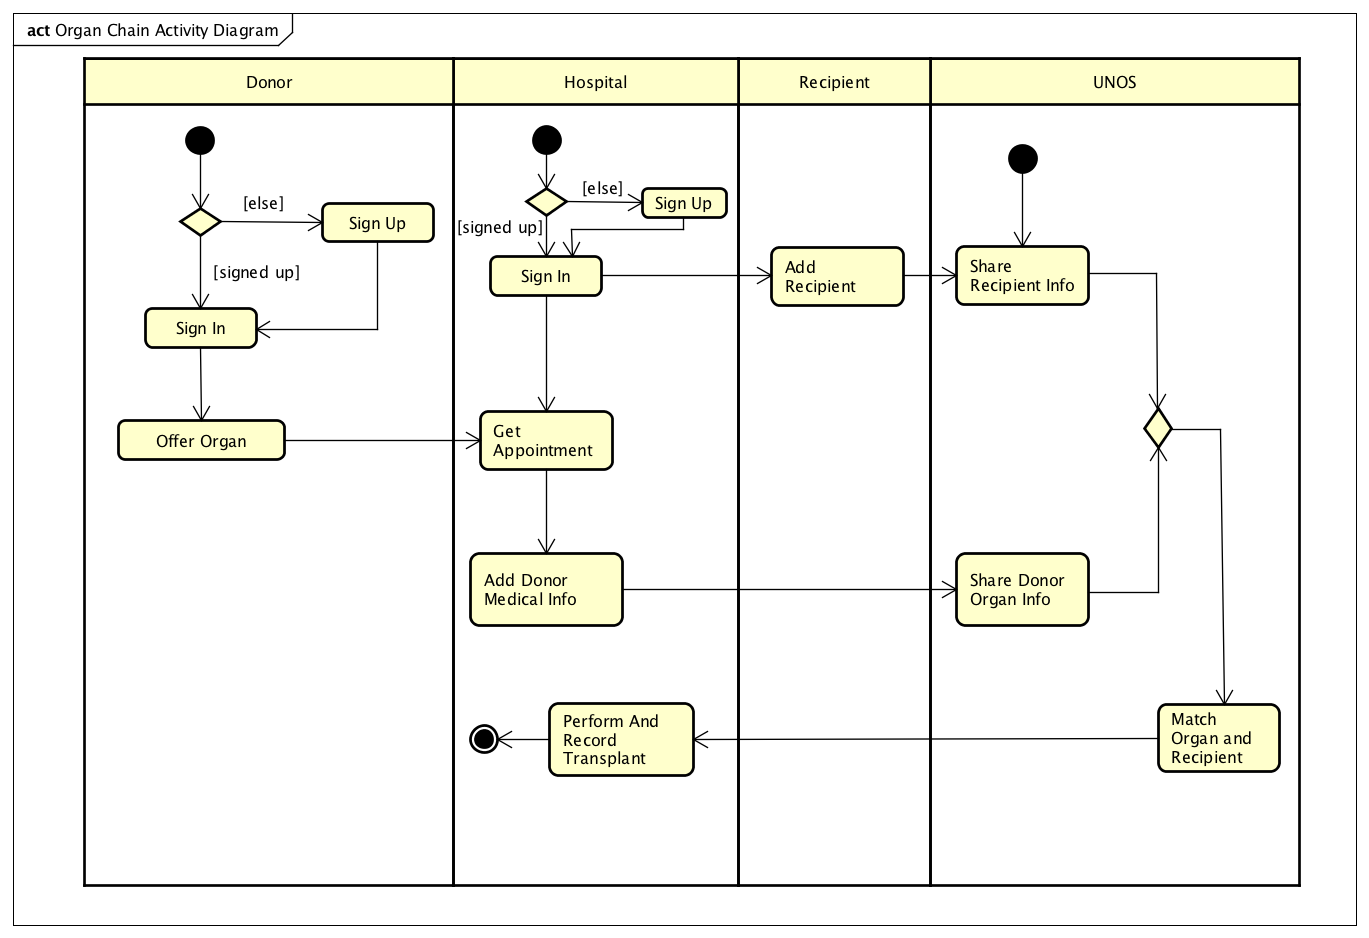 act Organ Chain Activity Diagram
Donor
Hospital
Recipient
UNOS
[else]
Sign Up
[signed up]
Sign In
Offer Organ
[else]
Sign Up
[signed up]
Sign In
Get
Appointment
Add Donor
Medical Info
Perform And
Record
Transplant
Add
Recipient
Share
Recipient Info
Share Donor
Organ Info
Match
Organ and
Recipient